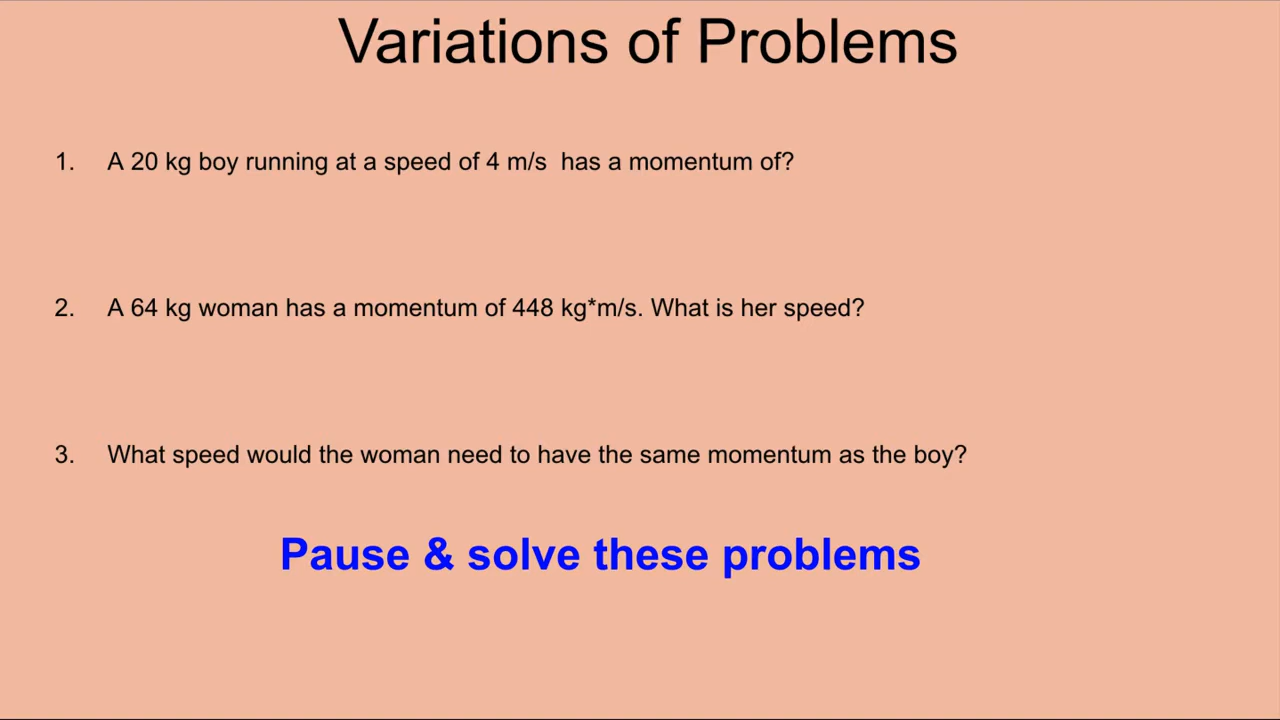 Variations of Problems
1. A 20 kg boy running at a speed of 4 m/s  has a momentum of?
2. A 64 kg woman has a momentum of 448 kg*m/s. What is her speed?
3. What speed would the woman need to have the same momentum as the boy?
Pause & solve these problems